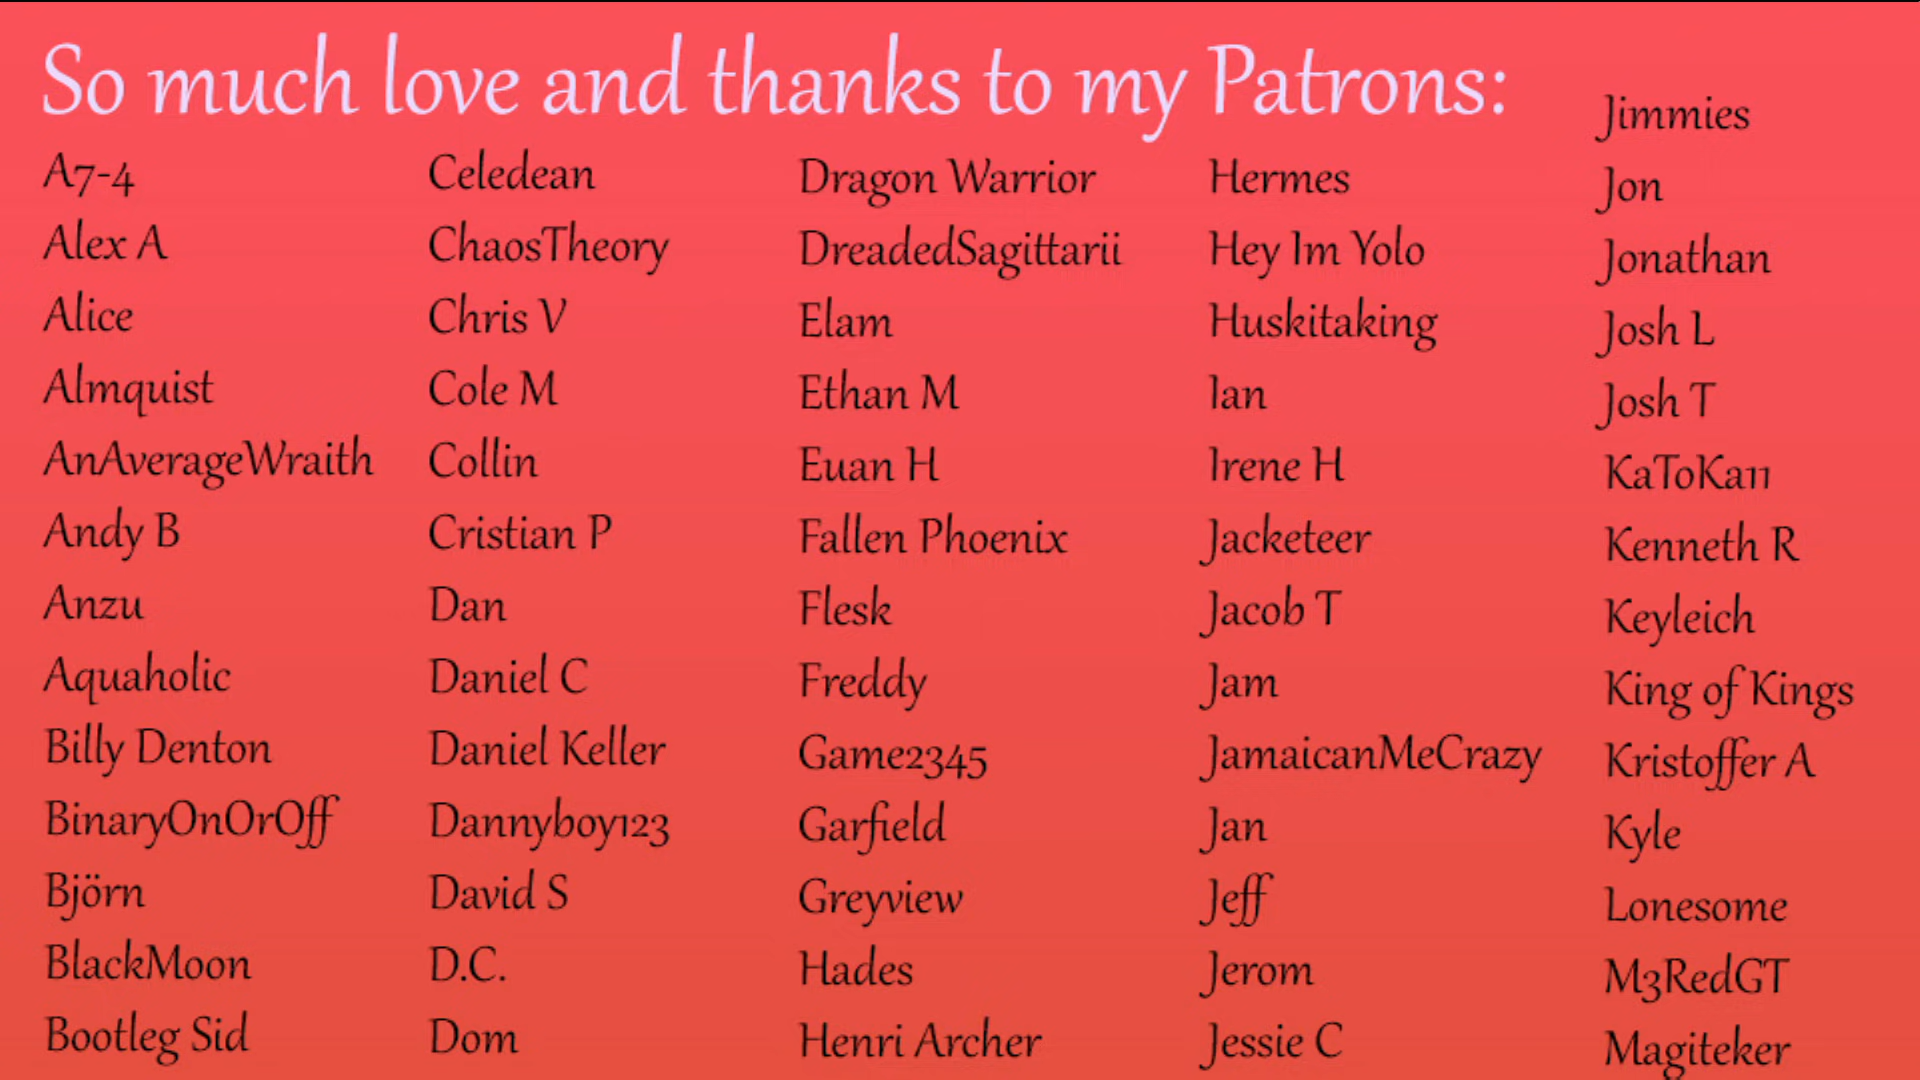 So much love and thanks to my Patrons:
A7-4
Alex A
Alice
Almquist
AnAverageWraith
Andy B
Anzu
Aquaholic
Billy Denton
BinaryOnOrOff
Björn
BlackMoon
Bootleg Sid
Celedean
ChaosTheory
Chris V
Cole M
Collin
Cristian P
Dan
Daniel C
Daniel Keller
Dannyboy123
David S
D.C.
Dom
Dragon Warrior
DreadedSagittarii
Elam
Ethan M
Euan H
Fallen Phoenix
Flesk
Freddy
Game2345
Garfield
Greyview
Hades
Henri Archer
Hermes
Hey Im Yolo
Huskitaking
Ian
Irene H
Jacketeer
Jacob T
Jam
JamaicanMeCrazy
Jan
Jeff
Jerom
Jessie C
Jimmies
Jon
Jonathan
Josh L
Josh T
KaToKa11
Kenneth R
Keyleich
King of Kings
Kristoffer A
Kyle
Lonesome
M3RedGT
Magiteker